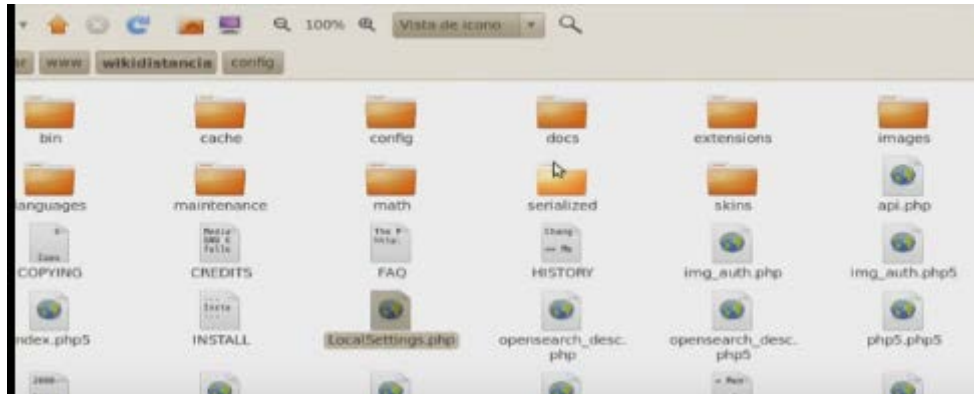 100% Vista de icono
www wikidistancia config
bin cache config docs extensions images
languages maintenance math serialized skins api.php
COPYING CREDITS FAQ HISTORY img_auth.php img_auth.php5
ndex.php5 INSTALL LocalSettings.php opensearch_desc. opensearch_desc. php5.php5
php php5